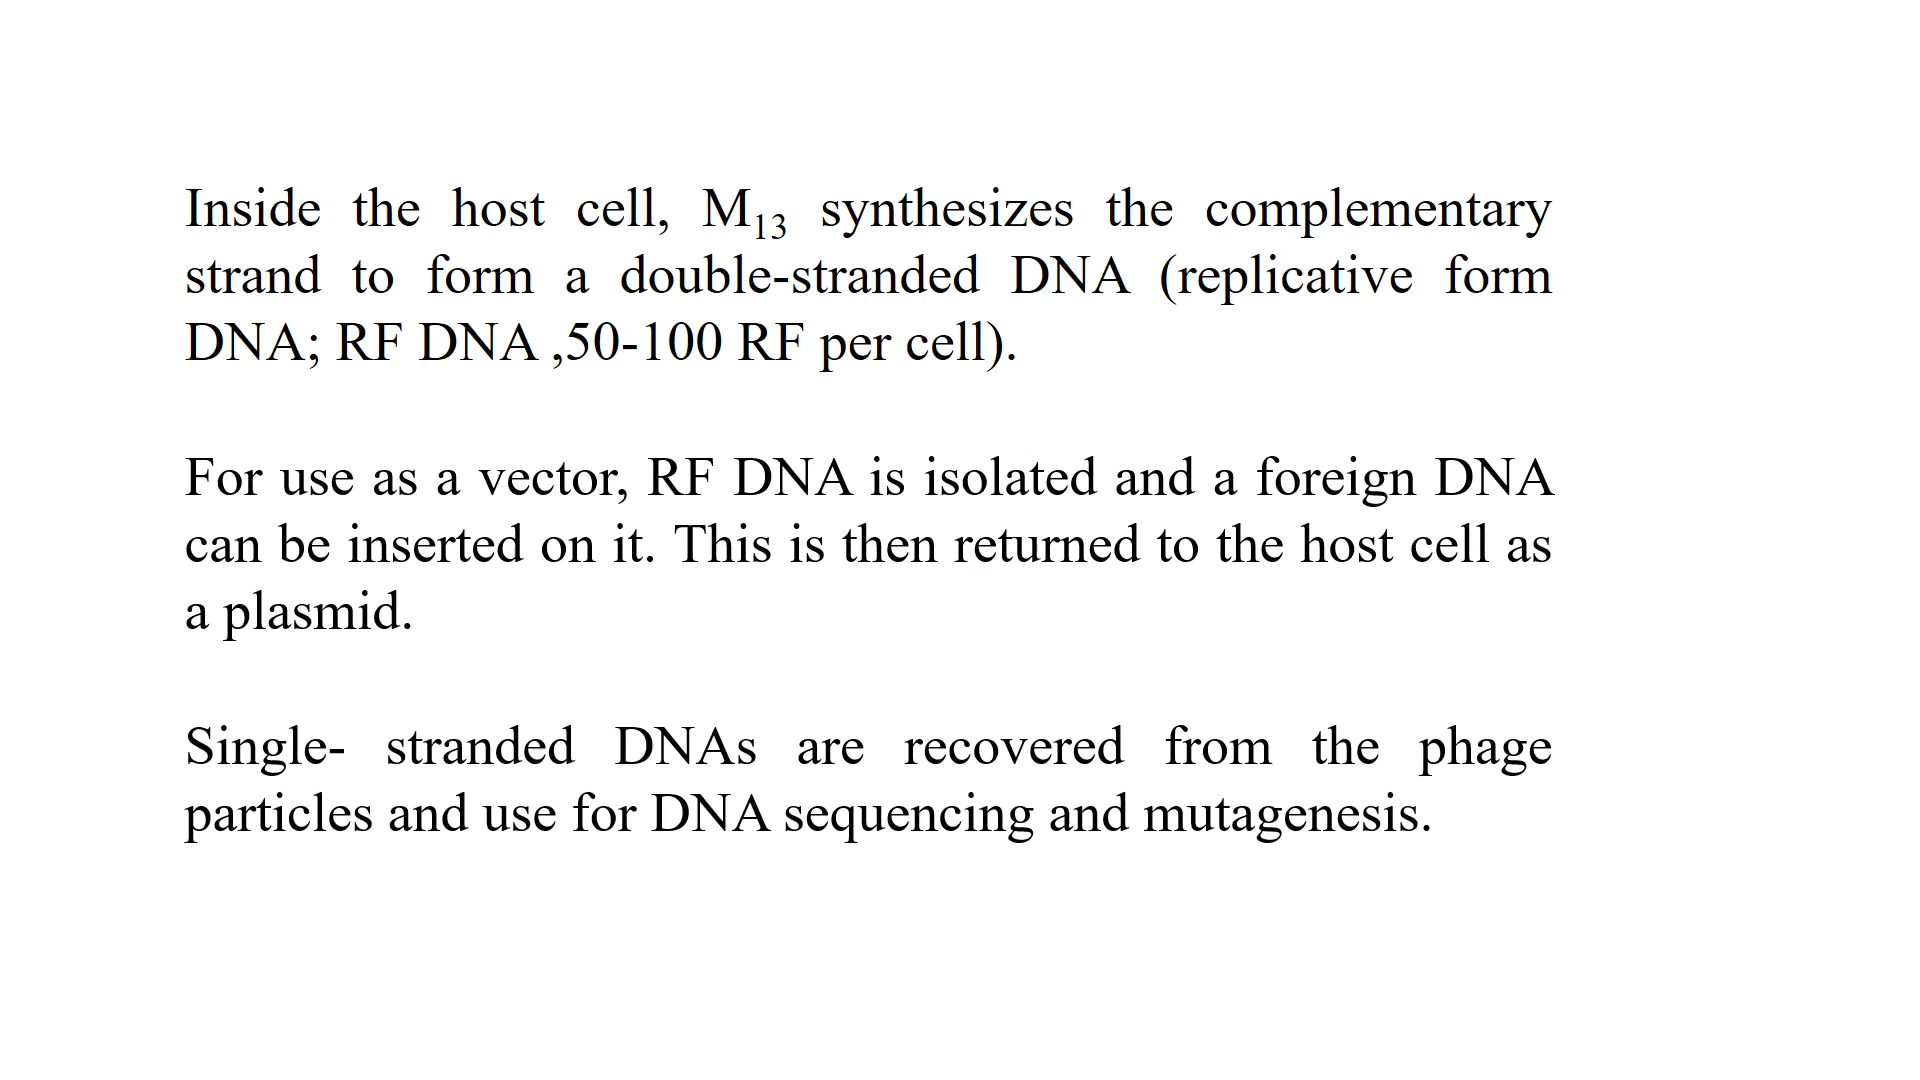 Inside the host cell, M₁₃ synthesizes the complementary
strand to form a double-stranded DNA (replicative form
DNA; RF DNA ,50-100 RF per cell).
For use as a vector, RF DNA is isolated and a foreign DNA
can be inserted on it. This is then returned to the host cell as
a plasmid.
Single- stranded DNAs are recovered from the phage
particles and use for DNA sequencing and mutagenesis.